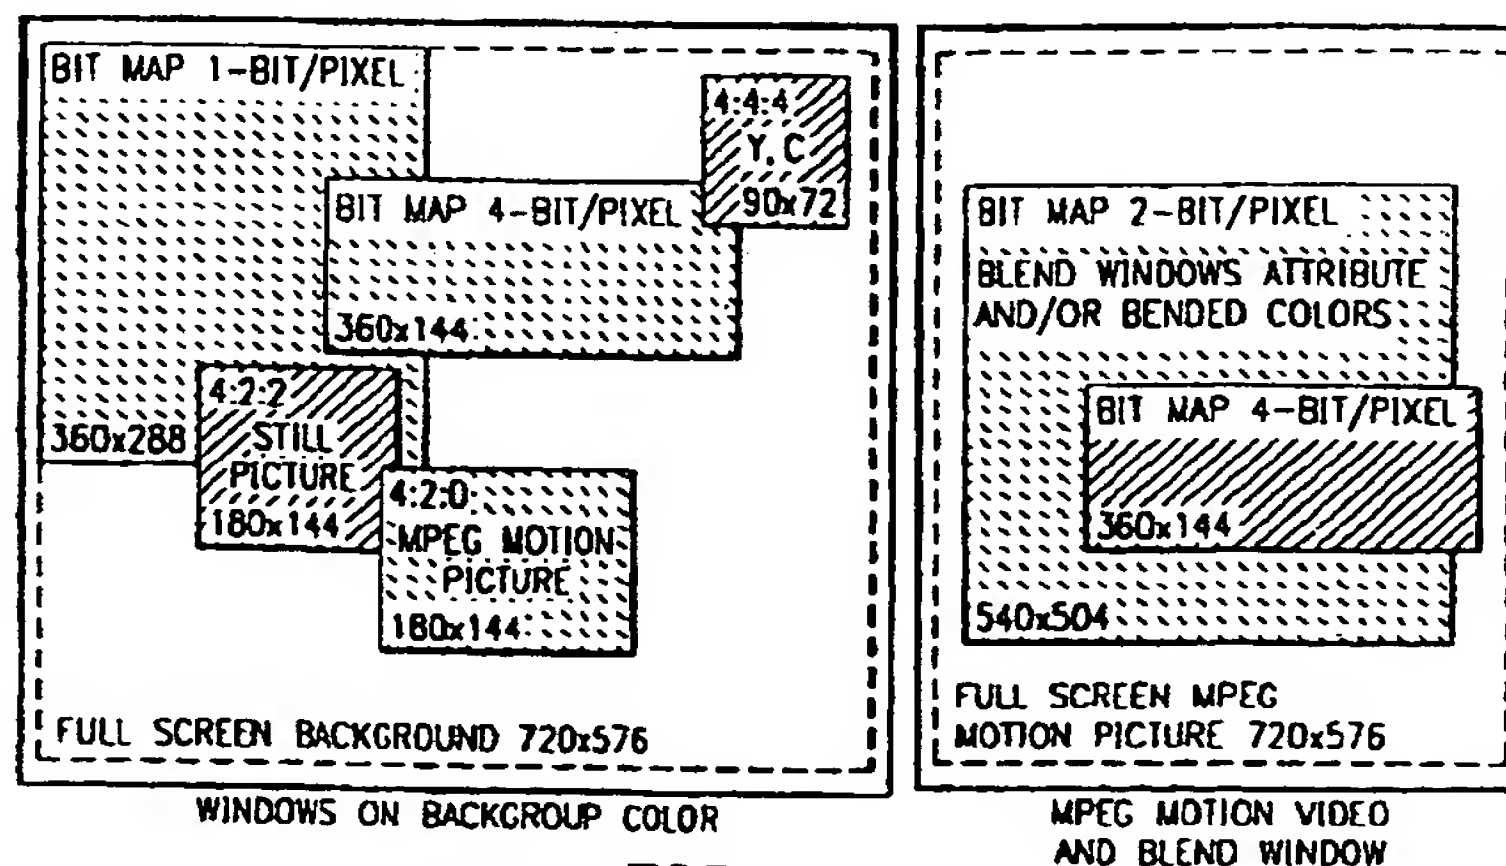 BIT MAP 1-BIT/PIXEL
4:4:4
Y, C
90x72
BIT MAP 4-BIT/PIXEL
360x144
4:2:2
STILL
PICTURE
180x144
360x288
4:2:0
MPEG MOTION
PICTURE
180x144
FULL SCREEN BACKGROUND 720x576
WINDOWS ON BACKGROUP COLOR
BIT MAP 2-BIT/PIXEL
BLEND WINDOWS ATTRIBUTE
AND/OR BENDED COLORS
BIT MAP 4-BIT/PIXEL
360x144
540x504
FULL SCREEN MPEG
MOTION PICTURE 720x576
MPEG MOTION VIDEO
AND BLEND WINDOW